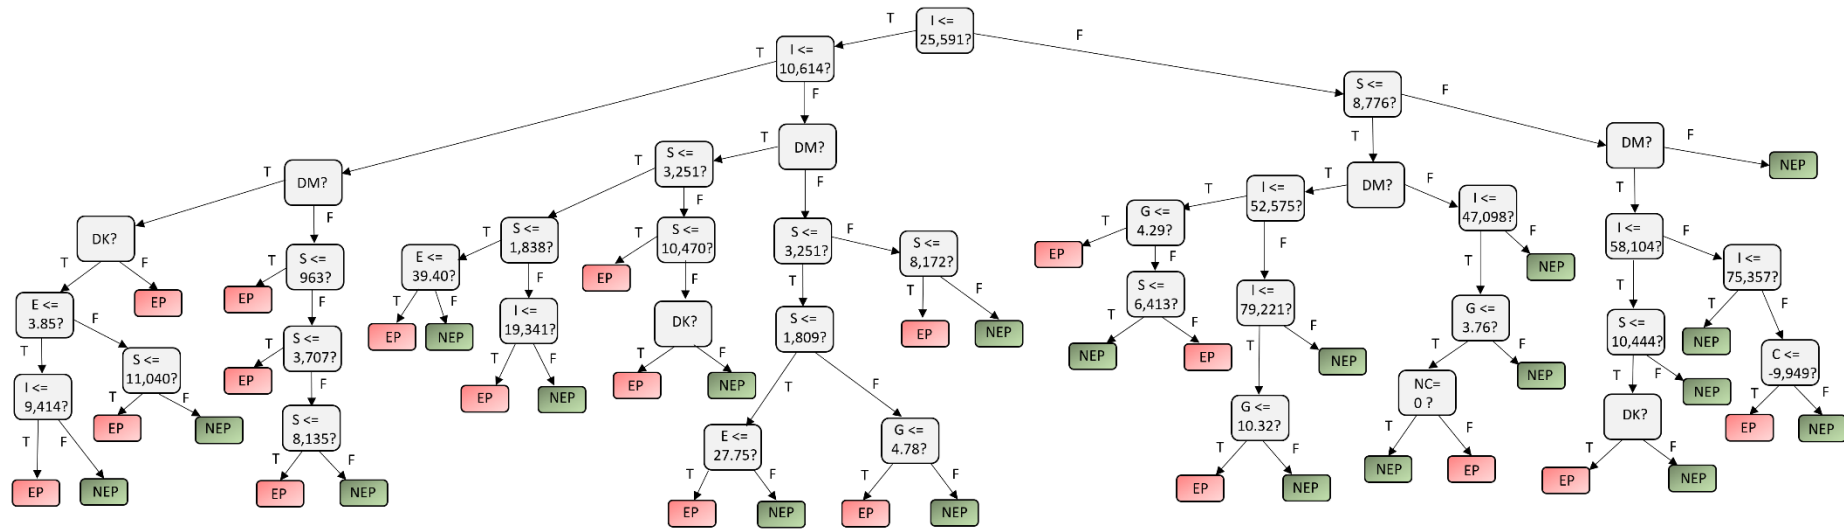 I <=
25,591?
T
F
I <=
10,614?
T
F
S <=
8,776?
T
F
DM?
T
F
DM?
T
F
DM?
T
F
NEP
DK?
T
F
E <=
3.85?
T
F
EP
I <=
9,414?
T
F
EP
NEP
S <=
11,040?
T
F
EP
NEP
S <=
963?
T
F
EP
S <=
3,707?
T
F
EP
S <=
8,135?
T
F
EP
NEP
S <=
3,251?
T
F
S <=
1,838?
T
F
E <=
39.40?
T
F
EP
NEP
I <=
19,341?
T
F
EP
NEP
S <=
10,470?
T
F
EP
DK?
T
F
EP
NEP
S <=
3,251?
T
F
S <=
8,172?
T
F
EP
NEP
S <=
1,809?
T
F
E <=
27.75?
T
F
EP
NEP
G <=
4.78?
T
F
EP
NEP
DM?
T
F
I <=
52,575?
T
F
G <=
4.29?
T
F
EP
S <=
6,413?
T
F
NEP
EP
I <=
79,221?
T
F
NEP
G <=
10.32?
T
F
EP
NEP
I <=
47,098?
T
F
NEP
G <=
3.76?
T
F
NEP
NC=
0 ?
T
F
NEP
EP
I <=
58,104?
T
F
S <=
10,444?
T
F
NEP
DK?
T
F
EP
NEP
I <=
75,357?
T
F
NEP
C <=
-9,949?
T
F
EP
NEP